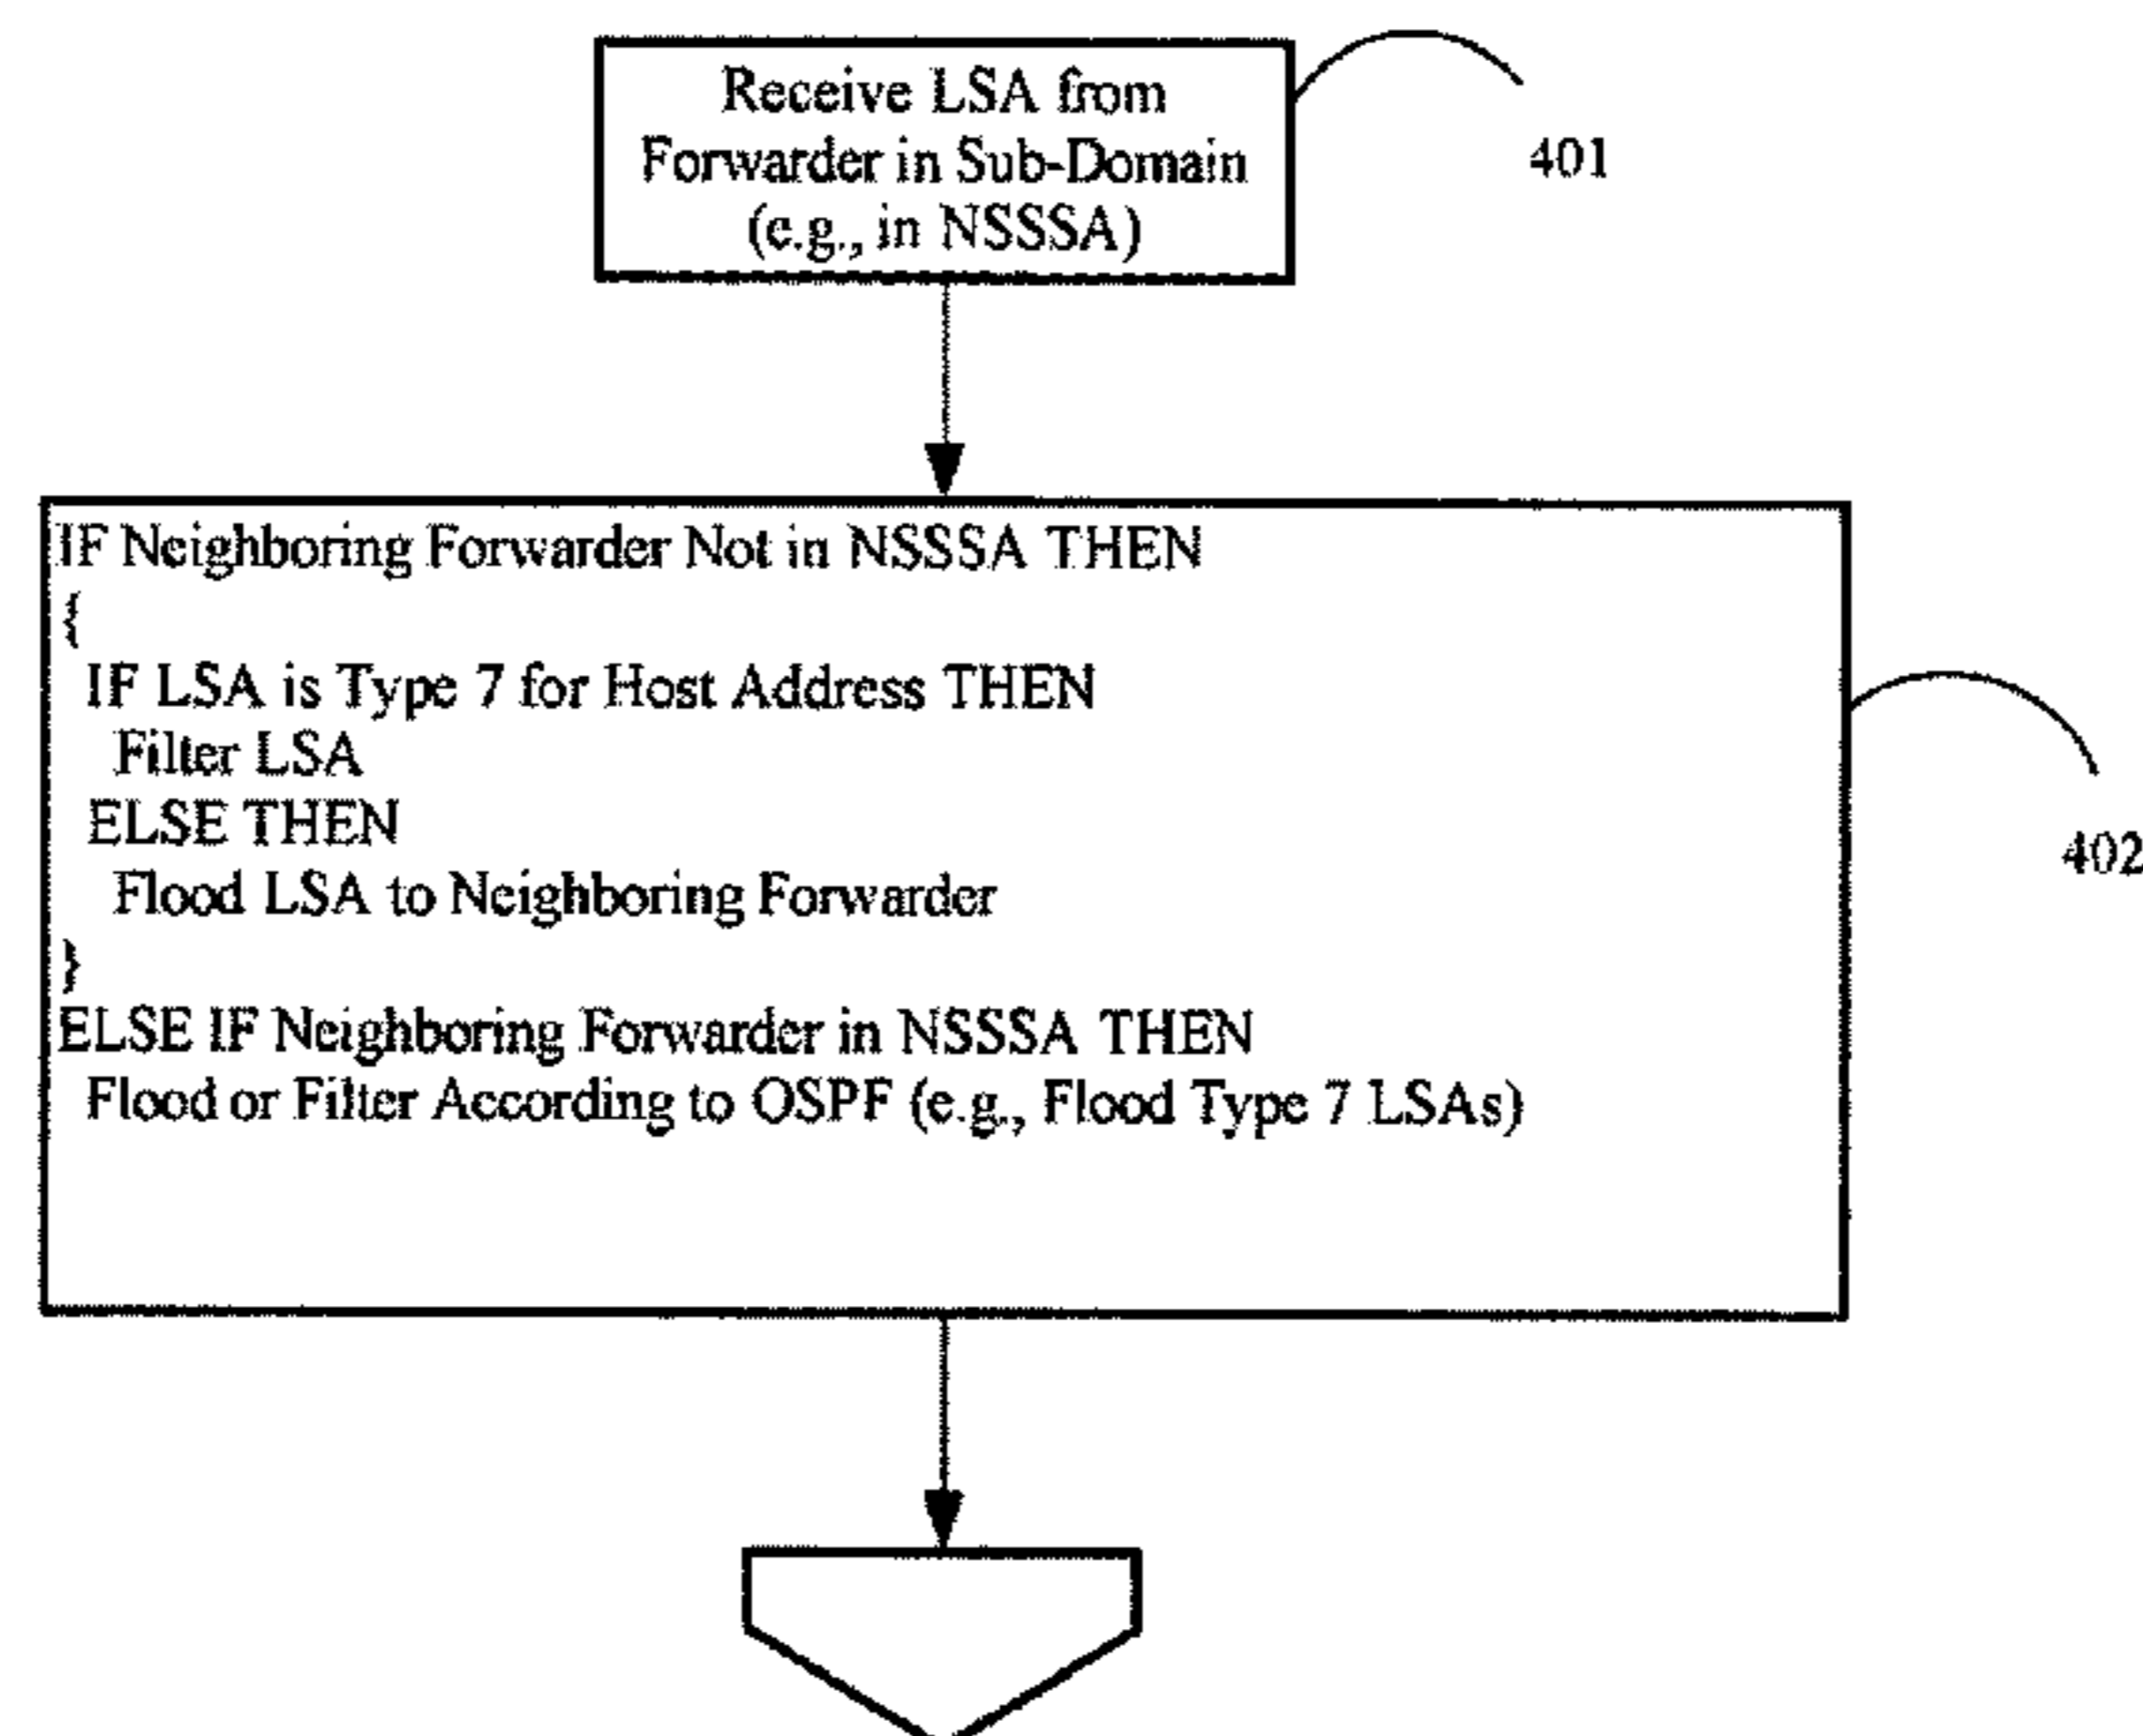 Receive LSA from
Forwarder in Sub-Domain
(e.g., in NSSSA)
401
IF Neighboring Forwarder Not in NSSSA THEN
{
IF LSA is Type 7 for Host Address THEN
Filter LSA
ELSE THEN
Flood LSA to Neighboring Forwarder
}
ELSE IF Neighboring Forwarder in NSSSA THEN
Flood or Filter According to OSPF (e.g., Flood Type 7 LSAs)
402